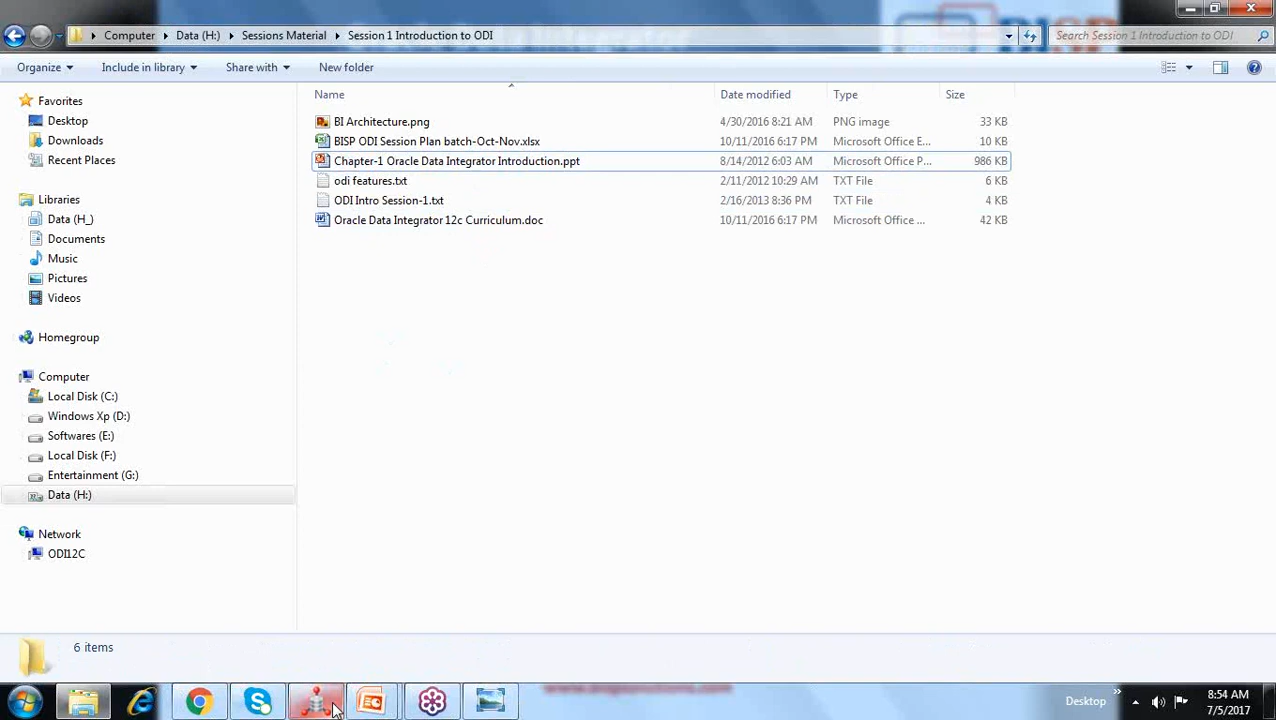 Computer Data (H:) Sessions Material Session 1 Introduction to ODI Search Session 1 Introduction to ODI
Organize Include in library Share with New folder
Name Date modified Type Size
Favorites
Desktop
Downloads
Recent Places
Libraries
Data (H_)
Documents
Music
Pictures
Videos
Homegroup
Computer
Local Disk (C:)
Windows Xp (D:)
Softwares (E:)
Local Disk (F:)
Entertainment (G:)
Data (H:)
Network
ODI12C
BI Architecture.png 4/30/2016 8:21 AM PNG image 33 KB
BISP ODI Session Plan batch-Oct-Nov.xlsx 10/11/2016 6:17 PM Microsoft Office E... 10 KB
Chapter-1 Oracle Data Integrator Introduction.ppt 8/14/2012 6:03 AM Microsoft Office P... 986 KB
odi features.txt 2/11/2012 10:29 AM TXT File 6 KB
ODI Intro Session-1.txt 2/16/2013 8:36 PM TXT File 4 KB
Oracle Data Integrator 12c Curriculum.doc 10/11/2016 6:17 PM Microsoft Office ... 42 KB
6 items
Desktop
8:54 AM
7/5/2017